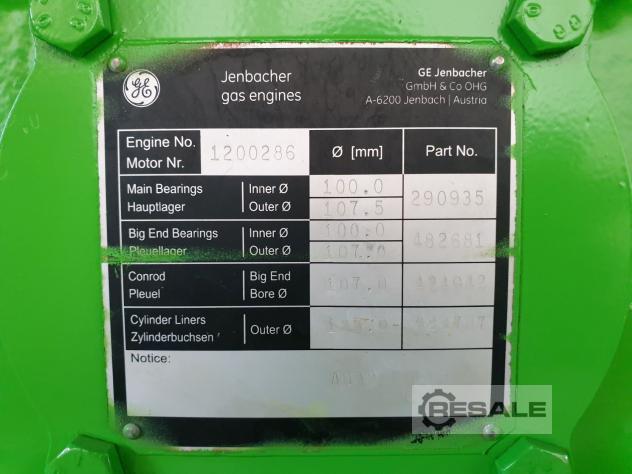 GE
Jenbacher
gas engines
GE Jenbacher
GmbH & Co OHG
A-6200 Jenbach | Austria
Engine No.
Motor Nr.
1200286
Ø [mm]
Part No.
Main Bearings
Hauptlager
Inner Ø
Outer Ø
100.0
107.5
290935
Big End Bearings
Pleuellager
Inner Ø
Outer Ø
100.0
107.0
482681
Conrod
Pleuel
Big End
Bore Ø
107.0
Cylinder Liners
Zylinderbuchsen
Outer Ø
Notice:
RESALE